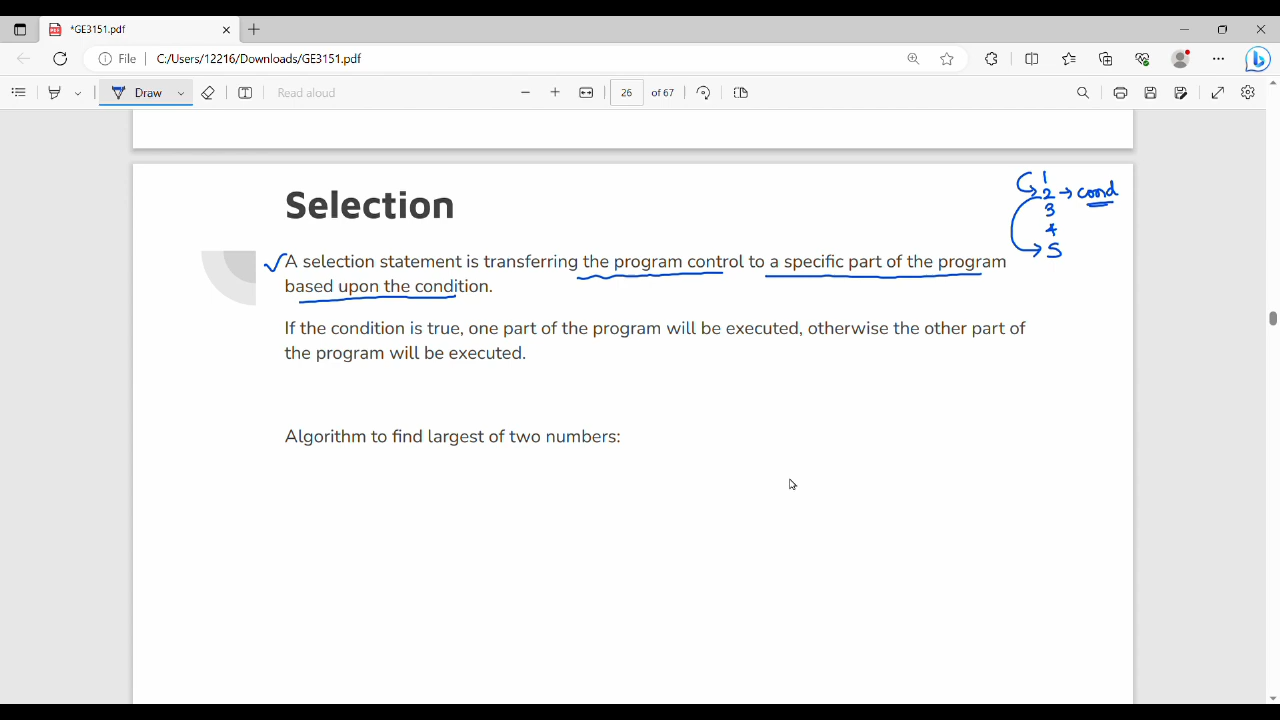 *GE3151.pdf
File C:/Users/12216/Downloads/GE3151.pdf
Draw Read aloud 26 of 67
Selection
1
2 → cond
3
4
5
A selection statement is transferring the program control to a specific part of the program
based upon the condition.
If the condition is true, one part of the program will be executed, otherwise the other part of
the program will be executed.
Algorithm to find largest of two numbers: